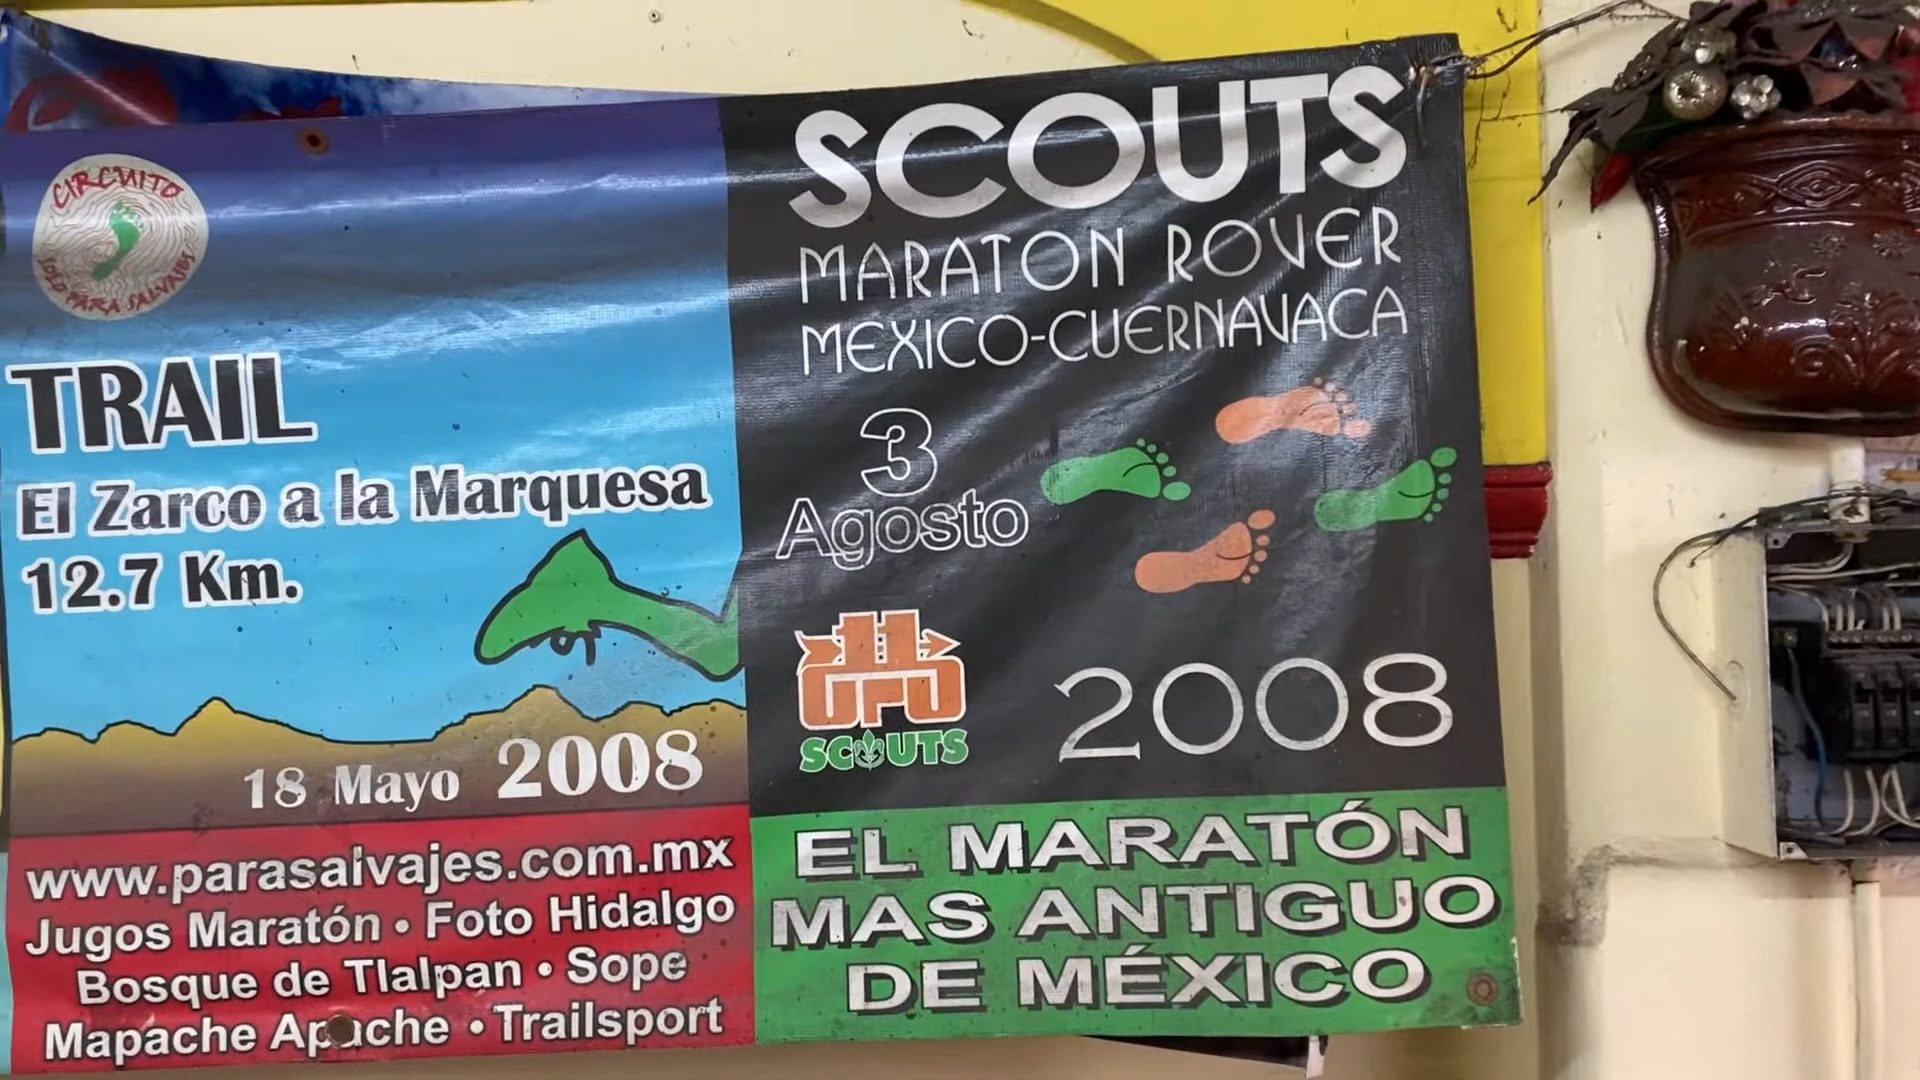 CIRCUITO
SOLO PARA SALVAJES
TRAIL
El Zarco a la Marquesa
12.7 Km.
18 Mayo 2008
www.parasalvajes.com.mx
Jugos Maratón • Foto Hidalgo
Bosque de Tlalpan • Sope
Mapache Apache • Trailsport
SCOUTS
MARATON ROVER
MEXICO-CUERNAVACA
3
Agosto
11
GPO
SCOUTS
2008
EL MARATÓN
MAS ANTIGUO
DE MÉXICO